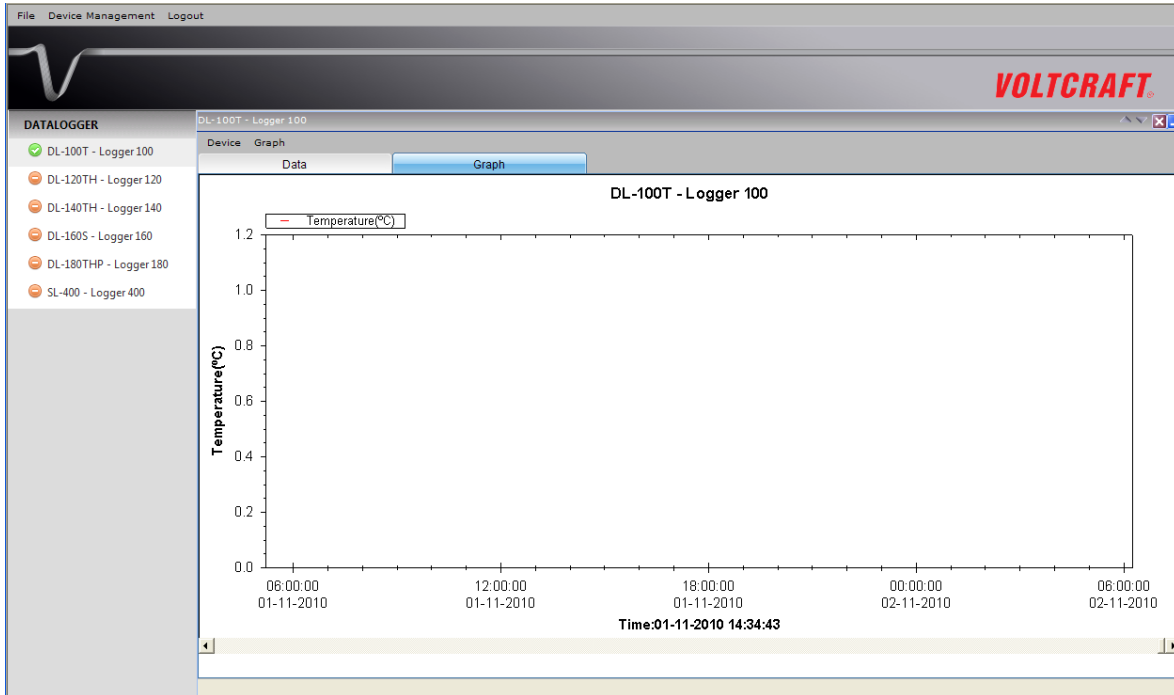 File Device Management Logout
VOLTCRAFT®
DATALOGGER
DL-100T - Logger 100
DL-120TH - Logger 120
DL-140TH - Logger 140
DL-160S - Logger 160
DL-180THP - Logger 180
SL-400 - Logger 400
DL-100T - Logger 100
Device Graph
Data Graph
DL-100T - Logger 100
Temperature(ºC)
1.2
1.0
0.8
0.6
0.4
0.2
0.0
Temperature(ºC)
06:00:00 12:00:00 18:00:00 00:00:00 06:00:00
01-11-2010 01-11-2010 01-11-2010 02-11-2010 02-11-2010
Time:01-11-2010 14:34:43